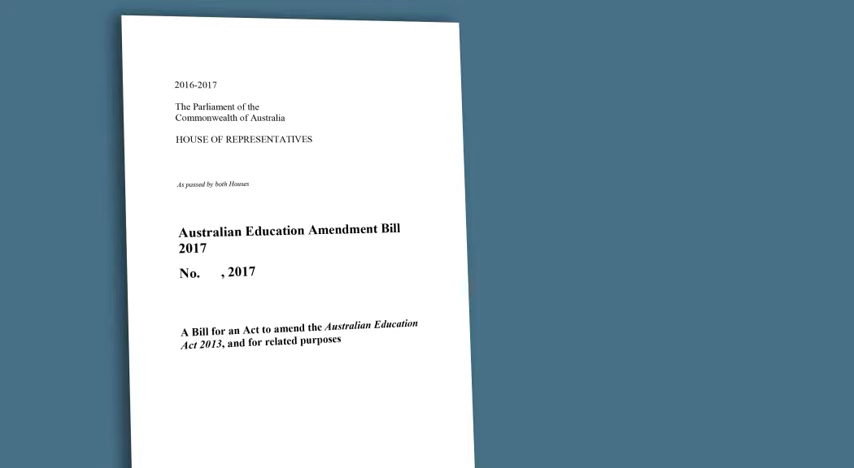 2016-2017
The Parliament of the
Commonwealth of Australia
HOUSE OF REPRESENTATIVES
As passed by both Houses
Australian Education Amendment Bill
2017
No. , 2017
A Bill for an Act to amend the Australian Education
Act 2013, and for related purposes